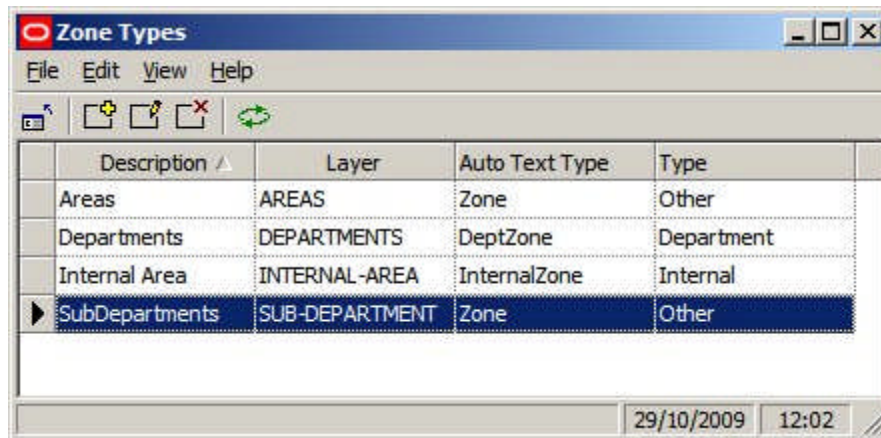 Zone Types
File Edit View Help
Description Layer Auto Text Type Type
Areas AREAS Zone Other
Departments DEPARTMENTS DeptZone Department
Internal Area INTERNAL-AREA InternalZone Internal
SubDepartments SUB-DEPARTMENT Zone Other
29/10/2009 12:02